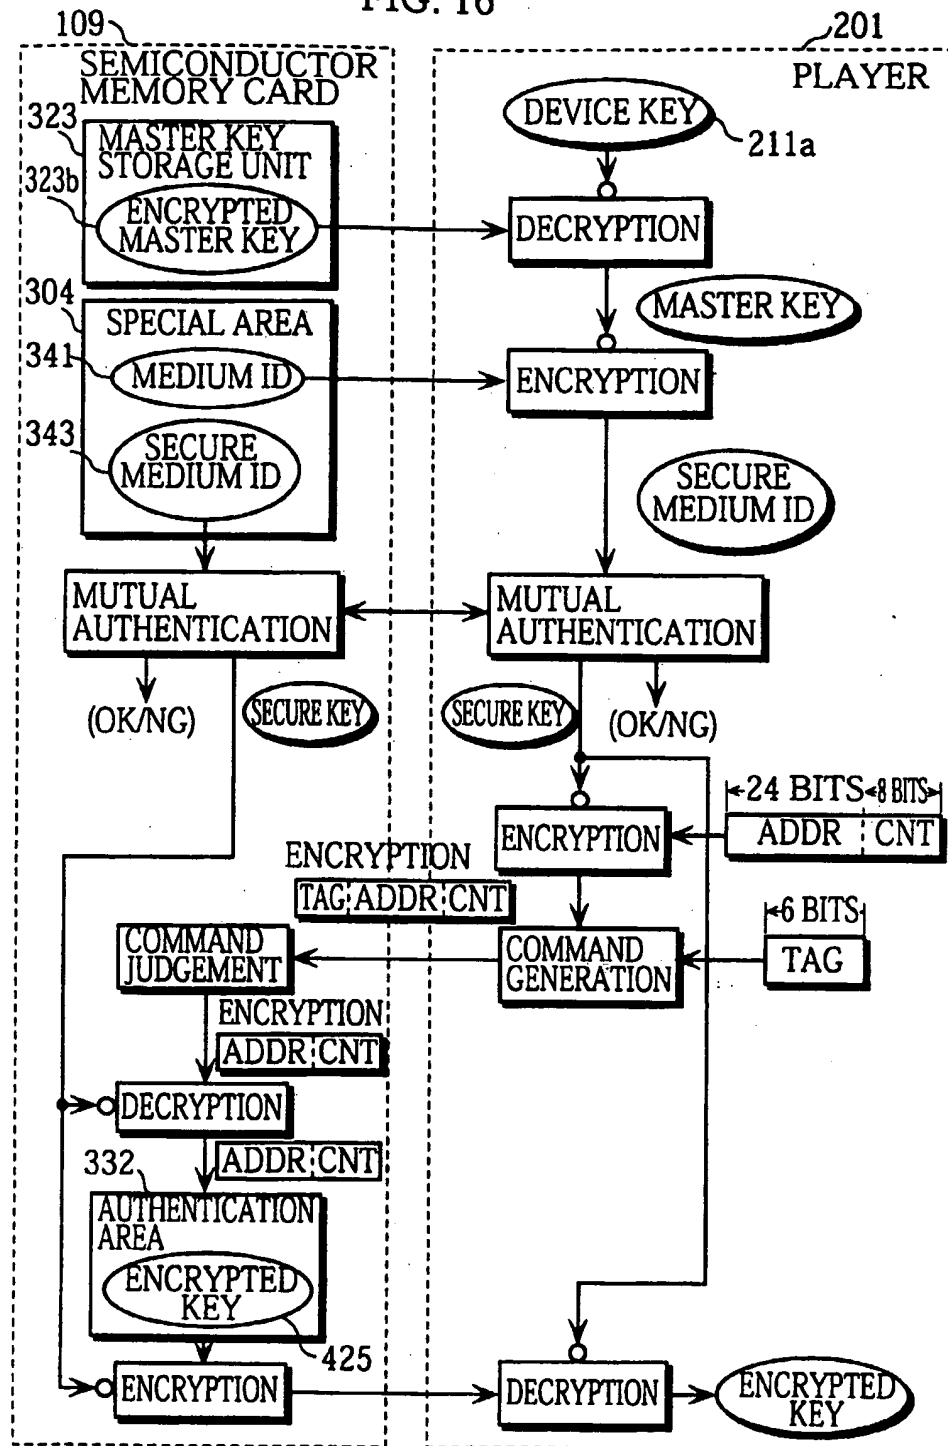 FIG. 16
109
201
SEMICONDUCTOR
MEMORY CARD
PLAYER
323
MASTER KEY
STORAGE UNIT
323b
ENCRYPTED
MASTER KEY
DEVICE KEY
211a
DECRYPTION
MASTER KEY
304
SPECIAL AREA
341
MEDIUM ID
ENCRYPTION
343
SECURE
MEDIUM ID
SECURE
MEDIUM ID
MUTUAL
AUTHENTICATION
MUTUAL
AUTHENTICATION
(OK/NG)
SECURE KEY
SECURE KEY
(OK/NG)
24 BITS
8 BITS
ENCRYPTION
ADDR CNT
ENCRYPTION
TAG ADDR CNT
6 BITS
COMMAND
JUDGEMENT
COMMAND
GENERATION
TAG
ENCRYPTION
ADDR CNT
DECRYPTION
ADDR CNT
332
AUTHENTICATION
AREA
ENCRYPTED
KEY
425
ENCRYPTION
DECRYPTION
ENCRYPTED
KEY